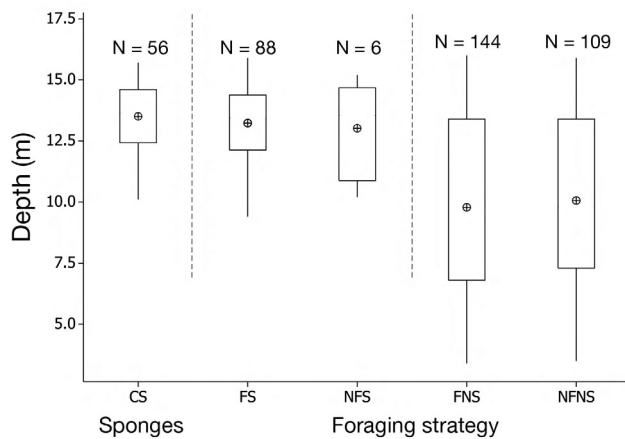 17.5
15.0
12.5
10.0
7.5
5.0
Depth (m)
N = 56
N = 88
N = 6
N = 144
N = 109
CS
FS
NFS
FNS
NFNS
Sponges
Foraging strategy